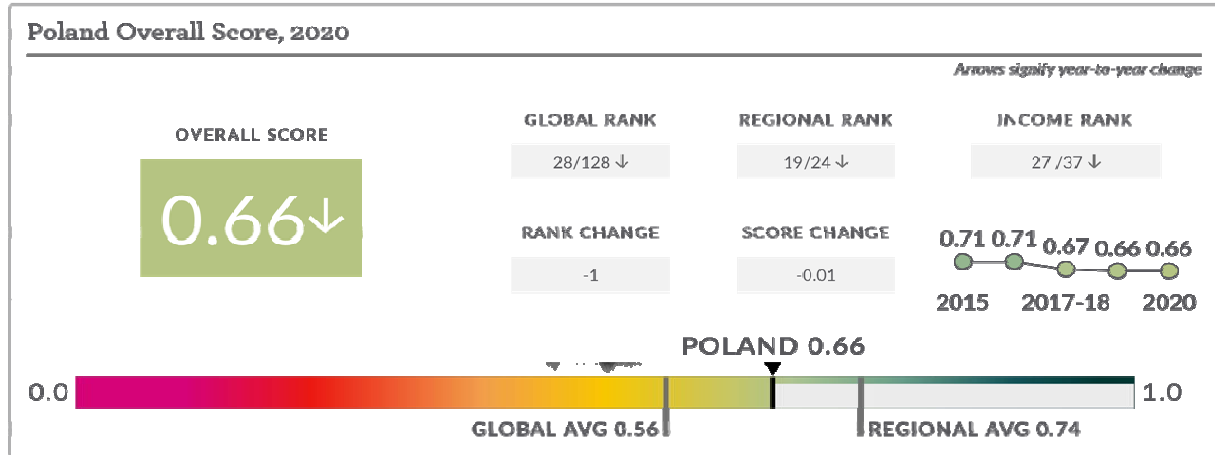 Poland Overall Score, 2020
Arrows signify year-to-year change
OVERALL SCORE
0.66↓
GLOBAL RANK
28/128 ↓
REGIONAL RANK
19/24 ↓
INCOME RANK
27/37 ↓
RANK CHANGE
-1
SCORE CHANGE
-0.01
0.71 0.71 0.67 0.66 0.66
2015 2017-18 2020
POLAND 0.66
0.0
1.0
GLOBAL AVG 0.56
REGIONAL AVG 0.74